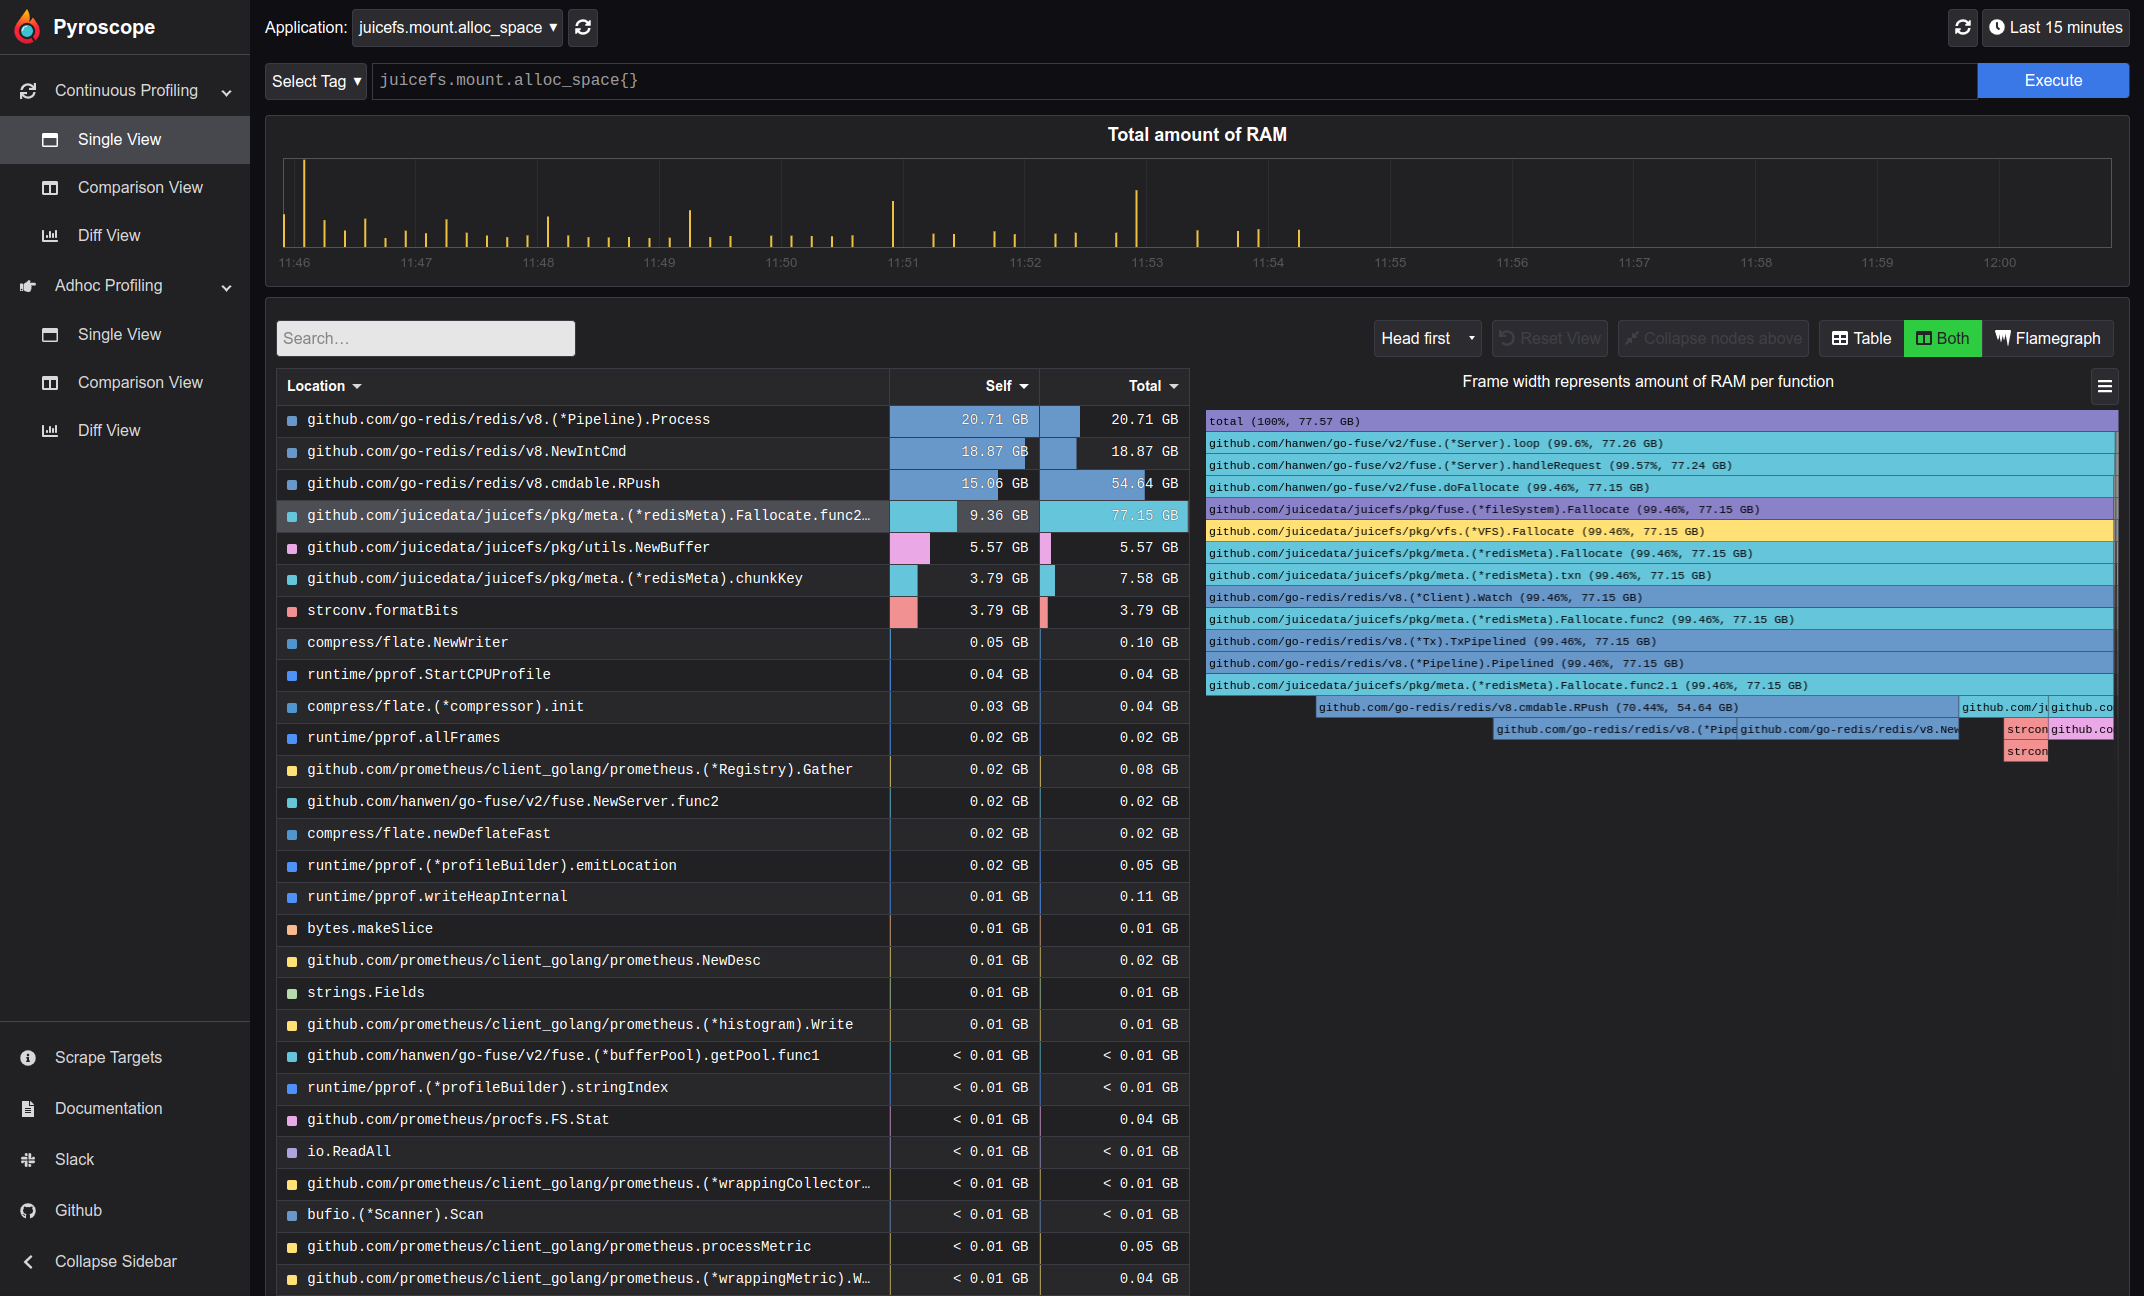 Pyroscope
Continuous Profiling
Single View
Comparison View
Diff View
Adhoc Profiling
Single View
Comparison View
Diff View
Scrape Targets
Documentation
Slack
Github
Collapse Sidebar
Application: juicefs.mount.alloc_space ▾
Last 15 minutes
Select Tag ▾ juicefs.mount.alloc_space{} Execute
Total amount of RAM
11:46 11:47 11:48 11:49 11:50 11:51 11:52 11:53 11:54 11:55 11:56 11:57 11:58 11:59 12:00
Search… Head first Reset View Collapse nodes above Table Both Flamegraph
Location Self Total
github.com/go-redis/redis/v8.(*Pipeline).Process 20.71 GB 20.71 GB
github.com/go-redis/redis/v8.NewIntCmd 18.87 GB 18.87 GB
github.com/go-redis/redis/v8.cmdable.RPush 15.06 GB 54.64 GB
github.com/juicedata/juicefs/pkg/meta.(*redisMeta).Fallocate.func2… 9.36 GB 77.15 GB
github.com/juicedata/juicefs/pkg/utils.NewBuffer 5.57 GB 5.57 GB
github.com/juicedata/juicefs/pkg/meta.(*redisMeta).chunkKey 3.79 GB 7.58 GB
strconv.formatBits 3.79 GB 3.79 GB
compress/flate.NewWriter 0.05 GB 0.10 GB
runtime/pprof.StartCPUProfile 0.04 GB 0.04 GB
compress/flate.(*compressor).init 0.03 GB 0.04 GB
runtime/pprof.allFrames 0.02 GB 0.02 GB
github.com/prometheus/client_golang/prometheus.(*Registry).Gather 0.02 GB 0.08 GB
github.com/hanwen/go-fuse/v2/fuse.NewServer.func2 0.02 GB 0.02 GB
compress/flate.newDeflateFast 0.02 GB 0.02 GB
runtime/pprof.(*profileBuilder).emitLocation 0.02 GB 0.05 GB
runtime/pprof.writeHeapInternal 0.01 GB 0.11 GB
bytes.makeSlice 0.01 GB 0.01 GB
github.com/prometheus/client_golang/prometheus.NewDesc 0.01 GB 0.02 GB
strings.Fields 0.01 GB 0.01 GB
github.com/prometheus/client_golang/prometheus.(*histogram).Write 0.01 GB 0.01 GB
github.com/hanwen/go-fuse/v2/fuse.(*bufferPool).getPool.func1 < 0.01 GB < 0.01 GB
runtime/pprof.(*profileBuilder).stringIndex < 0.01 GB < 0.01 GB
github.com/prometheus/procfs.FS.Stat < 0.01 GB 0.04 GB
io.ReadAll < 0.01 GB < 0.01 GB
github.com/prometheus/client_golang/prometheus.(*wrappingCollector… < 0.01 GB < 0.01 GB
bufio.(*Scanner).Scan < 0.01 GB < 0.01 GB
github.com/prometheus/client_golang/prometheus.processMetric < 0.01 GB 0.05 GB
github.com/prometheus/client_golang/prometheus.(*wrappingMetric).W… < 0.01 GB 0.04 GB
Frame width represents amount of RAM per function
total (100%, 77.57 GB)
github.com/hanwen/go-fuse/v2/fuse.(*Server).loop (99.6%, 77.26 GB)
github.com/hanwen/go-fuse/v2/fuse.(*Server).handleRequest (99.57%, 77.24 GB)
github.com/hanwen/go-fuse/v2/fuse.doFallocate (99.46%, 77.15 GB)
github.com/juicedata/juicefs/pkg/fuse.(*fileSystem).Fallocate (99.46%, 77.15 GB)
github.com/juicedata/juicefs/pkg/vfs.(*VFS).Fallocate (99.46%, 77.15 GB)
github.com/juicedata/juicefs/pkg/meta.(*redisMeta).Fallocate (99.46%, 77.15 GB)
github.com/juicedata/juicefs/pkg/meta.(*redisMeta).txn (99.46%, 77.15 GB)
github.com/go-redis/redis/v8.(*Client).Watch (99.46%, 77.15 GB)
github.com/juicedata/juicefs/pkg/meta.(*redisMeta).Fallocate.func2 (99.46%, 77.15 GB)
github.com/go-redis/redis/v8.(*Tx).TxPipelined (99.46%, 77.15 GB)
github.com/go-redis/redis/v8.(*Pipeline).Pipelined (99.46%, 77.15 GB)
github.com/juicedata/juicefs/pkg/meta.(*redisMeta).Fallocate.func2.1 (99.46%, 77.15 GB)
github.com/go-redis/redis/v8.cmdable.RPush (70.44%, 54.64 GB) github.com/ju github.co
github.com/go-redis/redis/v8.(*Pipe github.com/go-redis/redis/v8.New strcon github.co
strcon